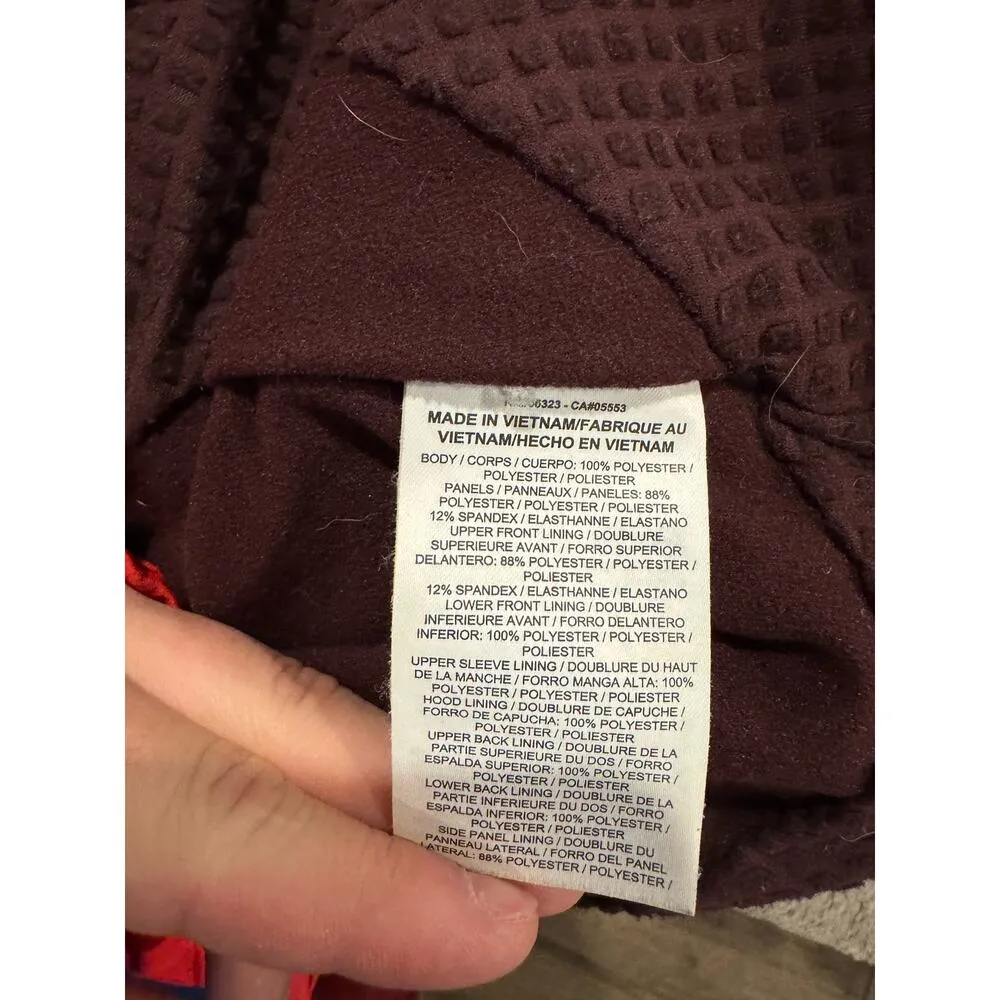 CA#05553
MADE IN VIETNAM/FABRIQUE AU
VIETNAM/HECHO EN VIETNAM
BODY / CORPS / CUERPO: 100% POLYESTER /
POLYESTER / POLIESTER
PANELS / PANNEAUX / PANELES: 88%
POLYESTER / POLYESTER / POLIESTER
12% SPANDEX / ELASTHANNE / ELASTANO
UPPER FRONT LINING / DOUBLURE
SUPERIEURE AVANT / FORRO SUPERIOR
DELANTERO: 88% POLYESTER / POLYESTER /
POLIESTER
12% SPANDEX / ELASTHANNE / ELASTANO
LOWER FRONT LINING / DOUBLURE
INFERIEURE AVANT / FORRO DELANTERO
INFERIOR: 100% POLYESTER / POLYESTER /
POLIESTER
UPPER SLEEVE LINING / DOUBLURE DU HAUT
DE LA MANCHE / FORRO MANGA ALTA: 100%
POLYESTER / POLYESTER / POLIESTER
HOOD LINING / DOUBLURE DE CAPUCHE /
FORRO DE CAPUCHA: 100% POLYESTER /
POLYESTER / POLIESTER
UPPER BACK LINING / DOUBLURE DE LA
PARTIE SUPERIEURE DU DOS / FORRO
ESPALDA SUPERIOR: 100% POLYESTER /
POLYESTER / POLIESTER
LOWER BACK LINING / DOUBLURE DE LA
PARTIE INFERIEURE DU DOS / FORRO
ESPALDA INFERIOR: 100% POLYESTER /
POLYESTER / POLIESTER
SIDE PANEL LINING / DOUBLURE DU
PANNEAU LATERAL / FORRO DEL PANEL
LATERAL: 88% POLYESTER / POLYESTER /